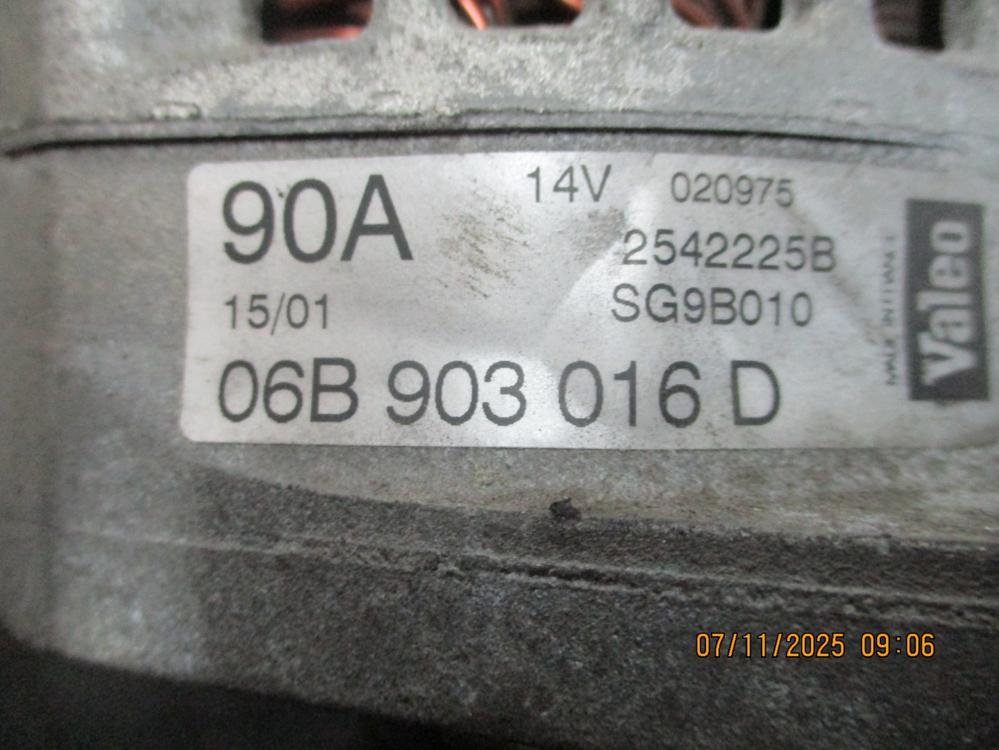 90A 14V 020975
2542225B
15/01 SG9B010
06B 903 016 D
Valeo
07/11/2025 09:06